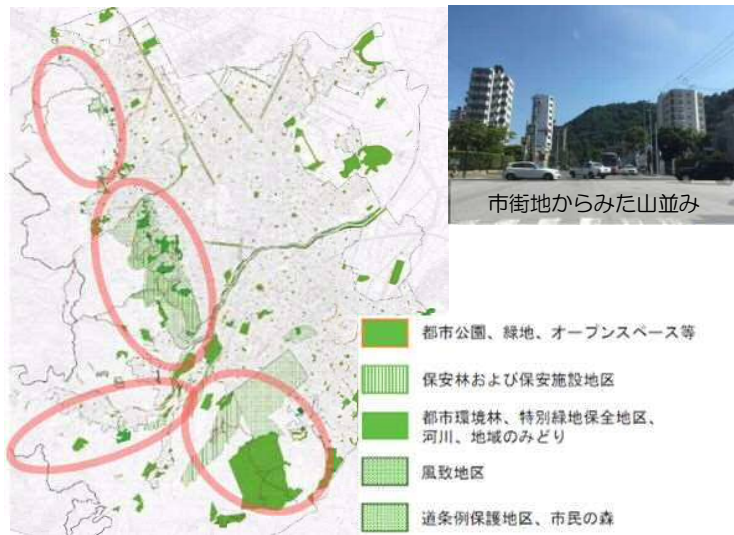 市街地からみた山並み
都市公園、緑地、オープンスペース等
保安林および保安施設地区
都市環境林、特別緑地保全地区、
河川、地域のみどり
風致地区
道条例保護地区、市民の森